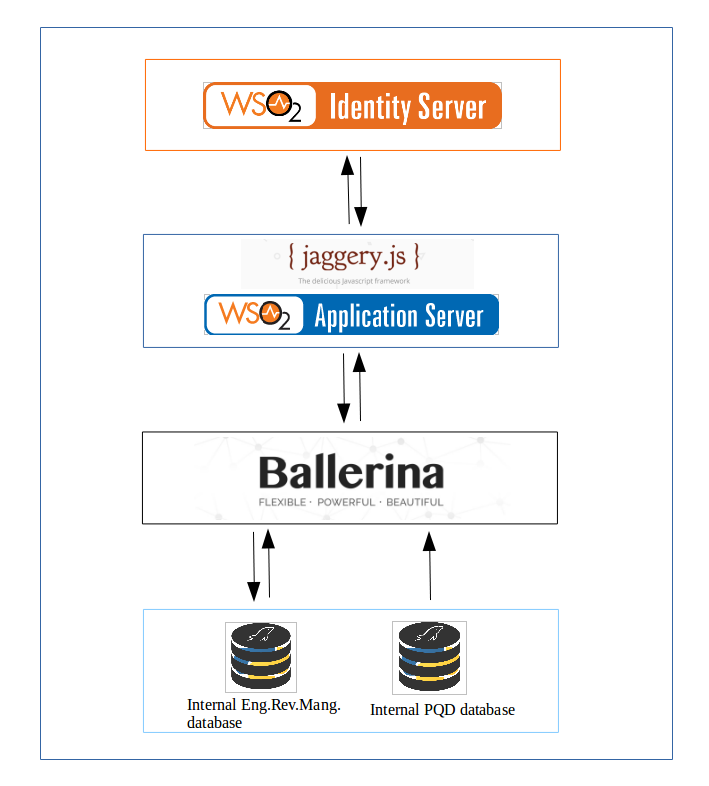 WSO2 Identity Server
{ jaggery.js }
The delicious Javascript framework
WSO2 Application Server
Ballerina
FLEXIBLE · POWERFUL · BEAUTIFUL
Internal Eng.Rev.Mang.
database
Internal PQD database